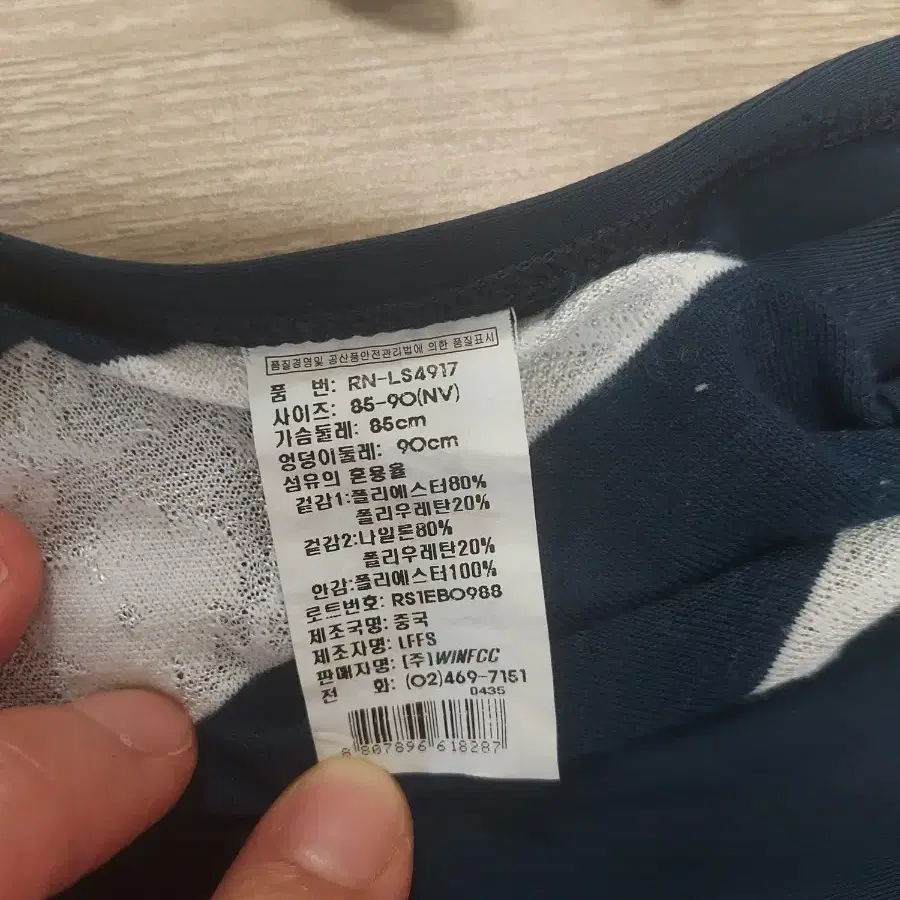 품질경영및 공산품안전관리법에 의한 품질표시
품 번: RN-LS4917
사이즈: 85-90(NV)
가슴둘레: 85cm
엉덩이둘레: 90cm
섬유의 혼용율
겉감1:폴리에스터80%
폴리우레탄20%
겉감2:나일론80%
폴리우레탄20%
안감:폴리에스터100%
로트번호: RS1EB0988
제조국명: 중국
제조자명: LFFS
판매자명: (주)WINFCC
전 화: (02)469-7151
0435
8 807896 618287